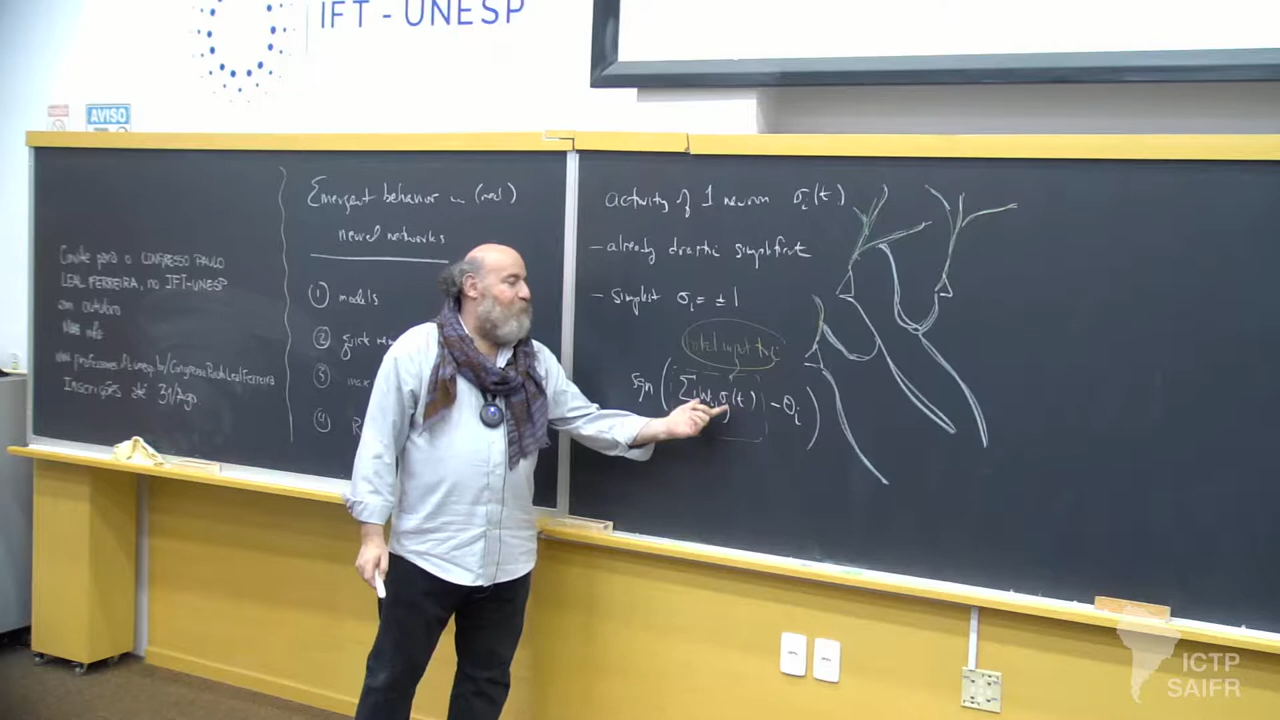 IFT - UNESP
AVISO
Convite para o CONGRESSO PAULO
LEAL FERREIRA, no IFT-UNESP
em outubro
Mais info
professores.ift.unesp.br/CongressoPauloLealFerreira
Inscrições até 31/Ago.
Emergent behavior in (real)
neural networks
① models
②
③
④
activity of 1 neuron σᵢ(t)
- already drastic
- Simplest σᵢ = ± 1
total input to i
sgn ( Σⱼ Wᵢⱼ σⱼ(t) - θᵢ )
ICTP
SAIFR